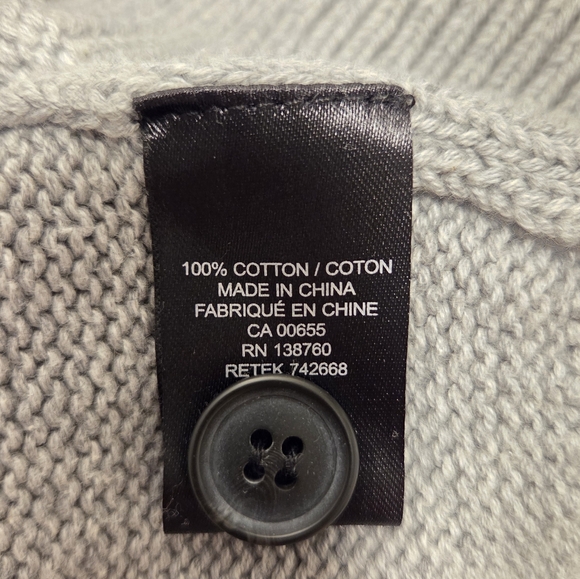 100% COTTON / COTON
MADE IN CHINA
FABRIQUÉ EN CHINE
CA 00655
RN 138760
RETEK 742668